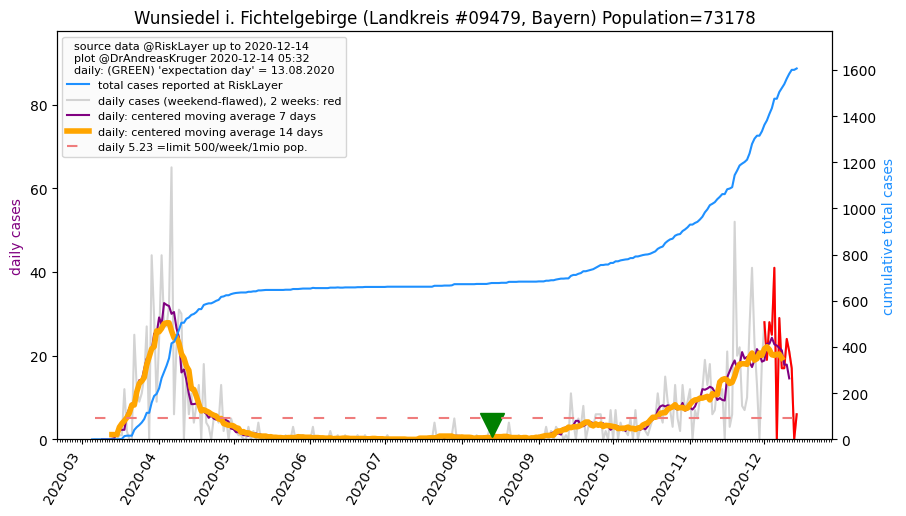 Wunsiedel i. Fichtelgebirge (Landkreis #09479, Bayern) Population=73178
source data @RiskLayer up to 2020-12-14
plot @DrAndreasKruger 2020-12-14 05:32
daily: (GREEN) 'expectation day' = 13.08.2020
total cases reported at RiskLayer
daily cases (weekend-flawed), 2 weeks: red
daily: centered moving average 7 days
daily: centered moving average 14 days
daily 5.23 =limit 500/week/1mio pop.
daily cases
80
60
40
20
0
cumulative total cases
1600
1400
1200
1000
800
600
400
200
0
2020-03
2020-04
2020-05
2020-06
2020-07
2020-08
2020-09
2020-10
2020-11
2020-12